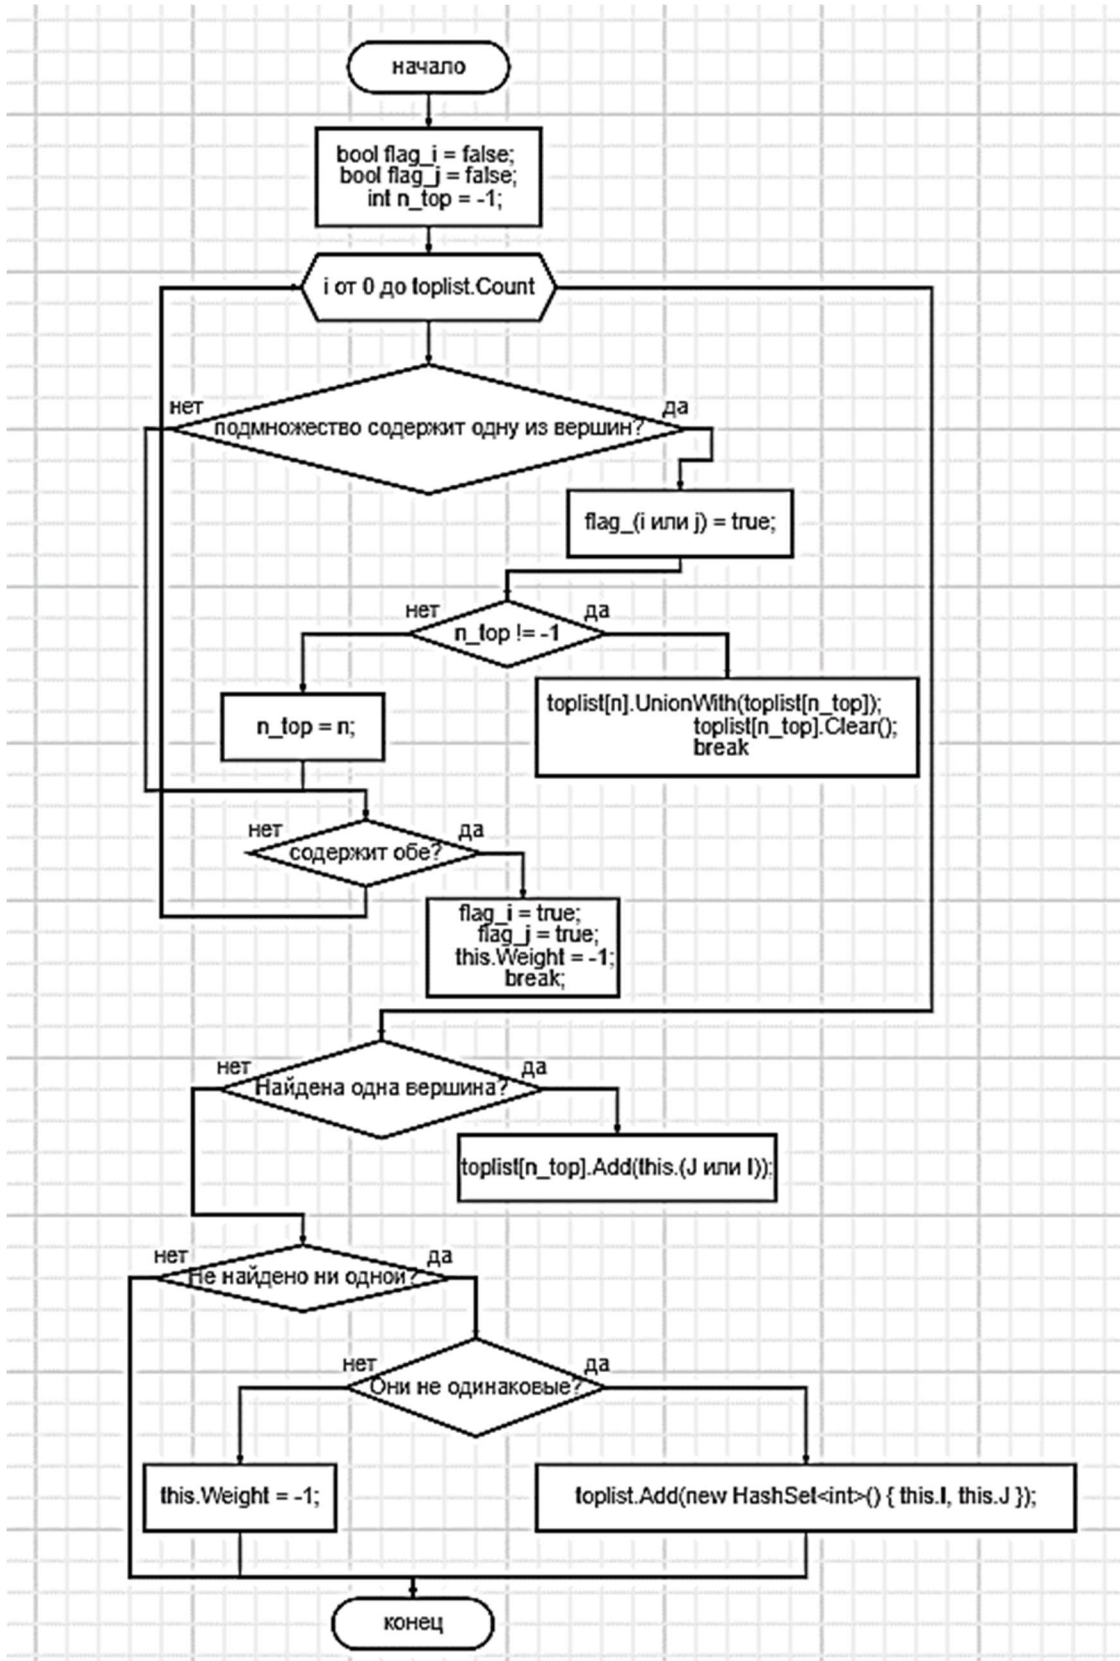 начало
bool flag_i = false;
bool flag_j = false;
int n_top = -1;
i от 0 до toplist.Count
нет
да
подмножество содержит одну из вершин?
flag_(i или j) = true;
нет
да
n_top != -1
toplist[n].UnionWith(toplist[n_top]);
toplist[n_top].Clear();
break
n_top = n;
нет
да
содержит обе?
flag_i = true;
flag_j = true;
this.Weight = -1;
break;
нет
да
Найдена одна вершина?
toplist[n_top].Add(this.(J или I));
нет
да
Не найдено ни одной?
нет
да
Они не одинаковые?
this.Weight = -1;
toplist.Add(new HashSet<int>() { this.I, this.J });
конец